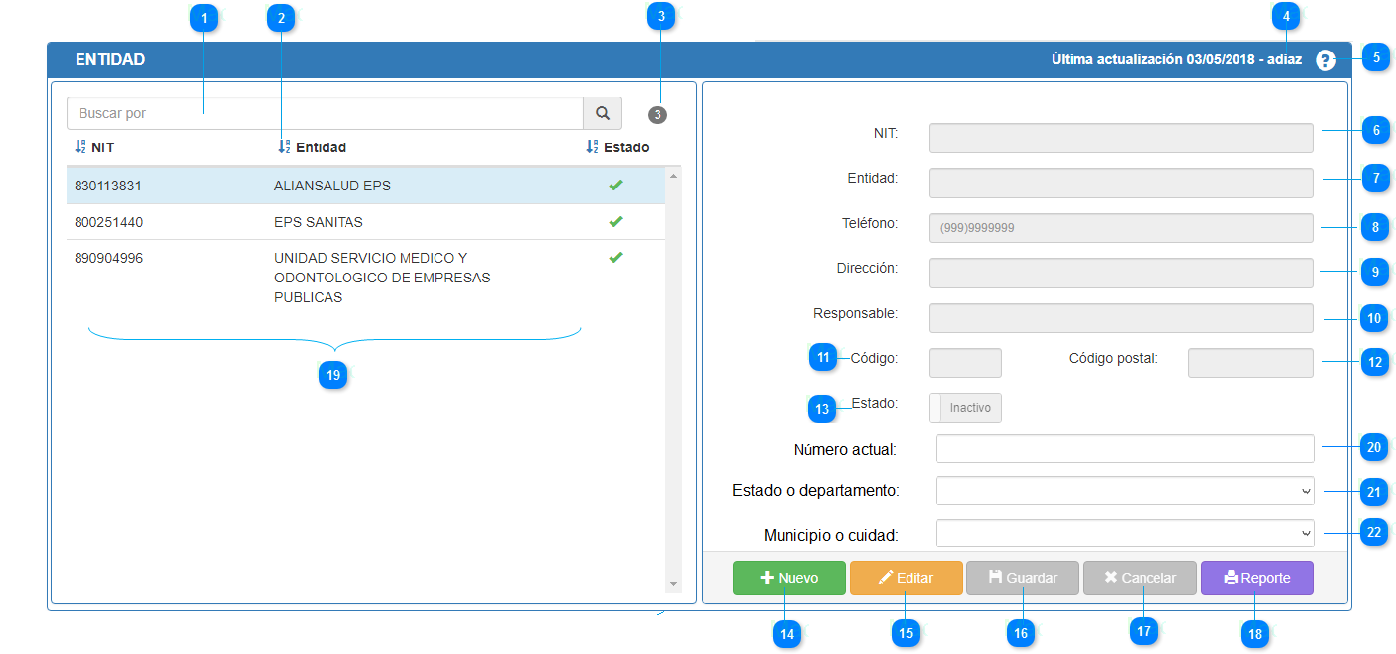 1
2
3
4
ENTIDAD
Última actualización 03/05/2018 - adiaz
?
5
Buscar por
3
NIT
Entidad
Estado
830113831
ALIANSALUD EPS
800251440
EPS SANITAS
890904996
UNIDAD SERVICIO MEDICO Y
ODONTOLOGICO DE EMPRESAS
PUBLICAS
19
NIT:
6
Entidad:
7
Teléfono:
(999)9999999
8
Dirección:
9
Responsable:
10
11
Código:
Código postal:
12
13
Estado:
Inactivo
Número actual:
20
Estado o departamento:
21
Municipio o cuidad:
22
Nuevo
Editar
Guardar
Cancelar
Reporte
14
15
16
17
18